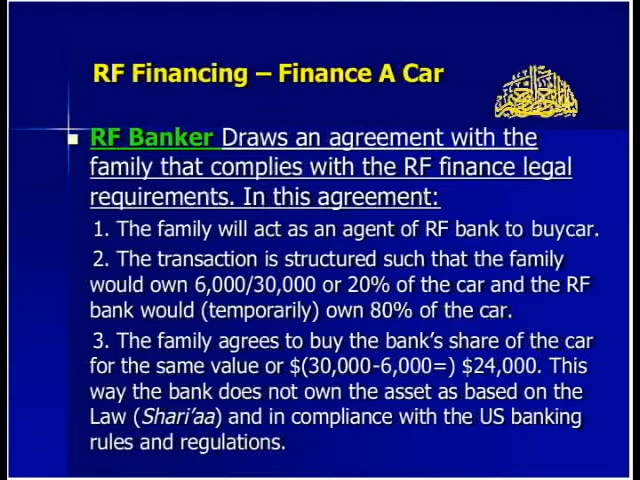 RF Financing – Finance A Car
RF Banker Draws an agreement with the
family that complies with the RF finance legal
requirements. In this agreement:
1. The family will act as an agent of RF bank to buycar.
2. The transaction is structured such that the family
would own 6,000/30,000 or 20% of the car and the RF
bank would (temporarily) own 80% of the car.
3. The family agrees to buy the bank's share of the car
for the same value or $(30,000-6,000=) $24,000. This
way the bank does not own the asset as based on the
Law (Shari'aa) and in compliance with the US banking
rules and regulations.